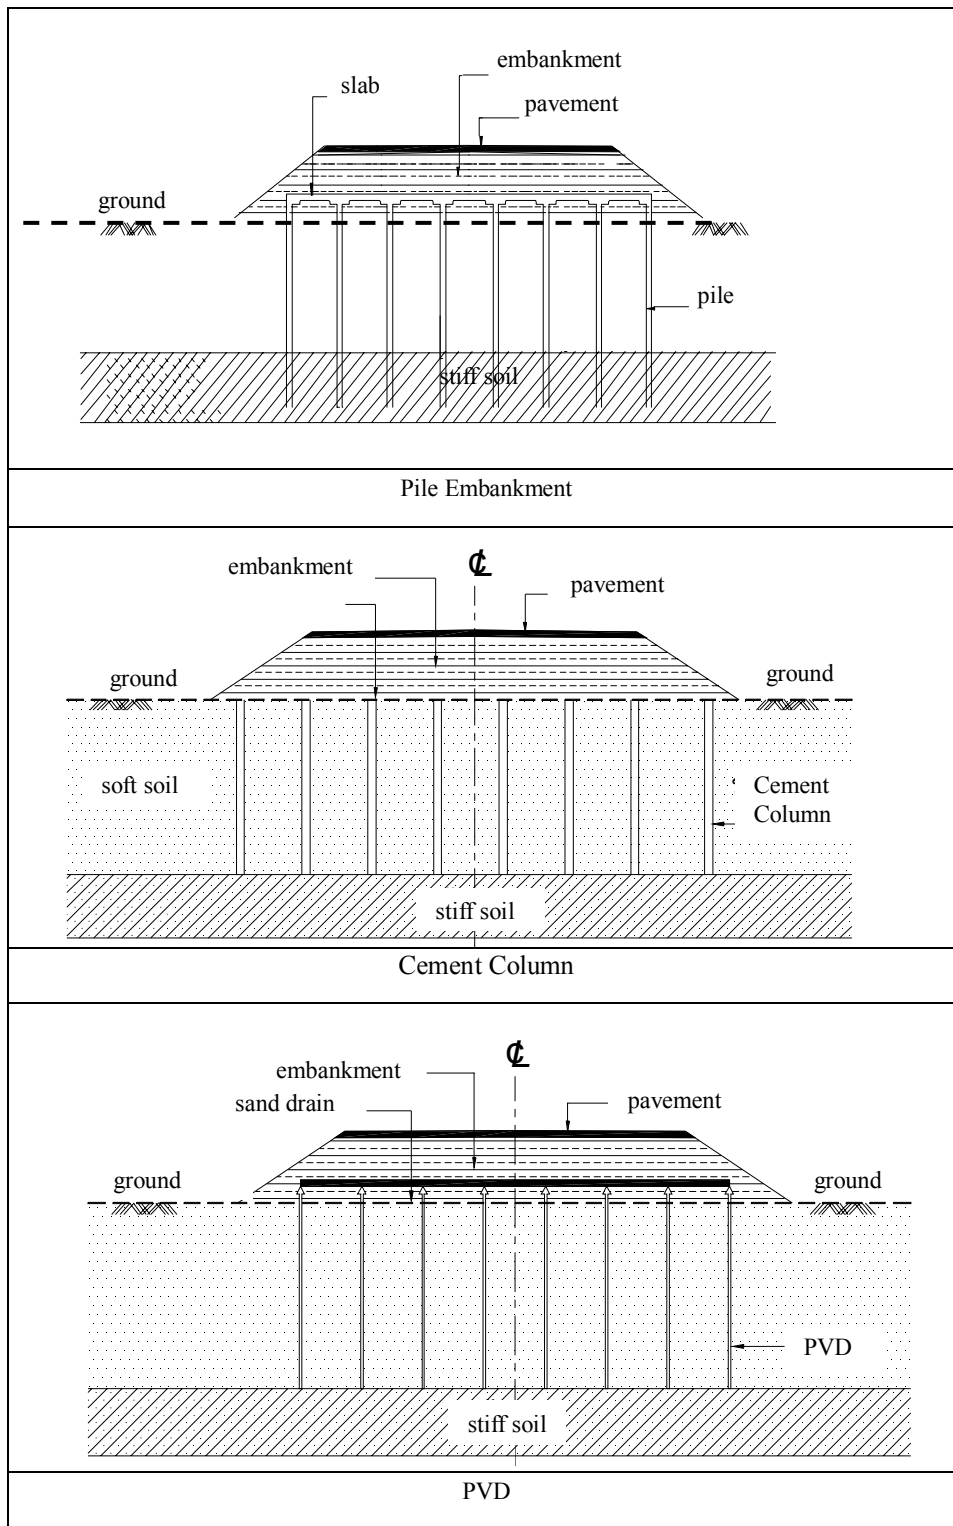 embankment
slab
pavement
ground
pile
stiff soil
Pile Embankment
℄
embankment
pavement
ground
ground
soft soil
Cement
Column
stiff soil
Cement Column
℄
embankment
sand drain
pavement
ground
ground
PVD
stiff soil
PVD